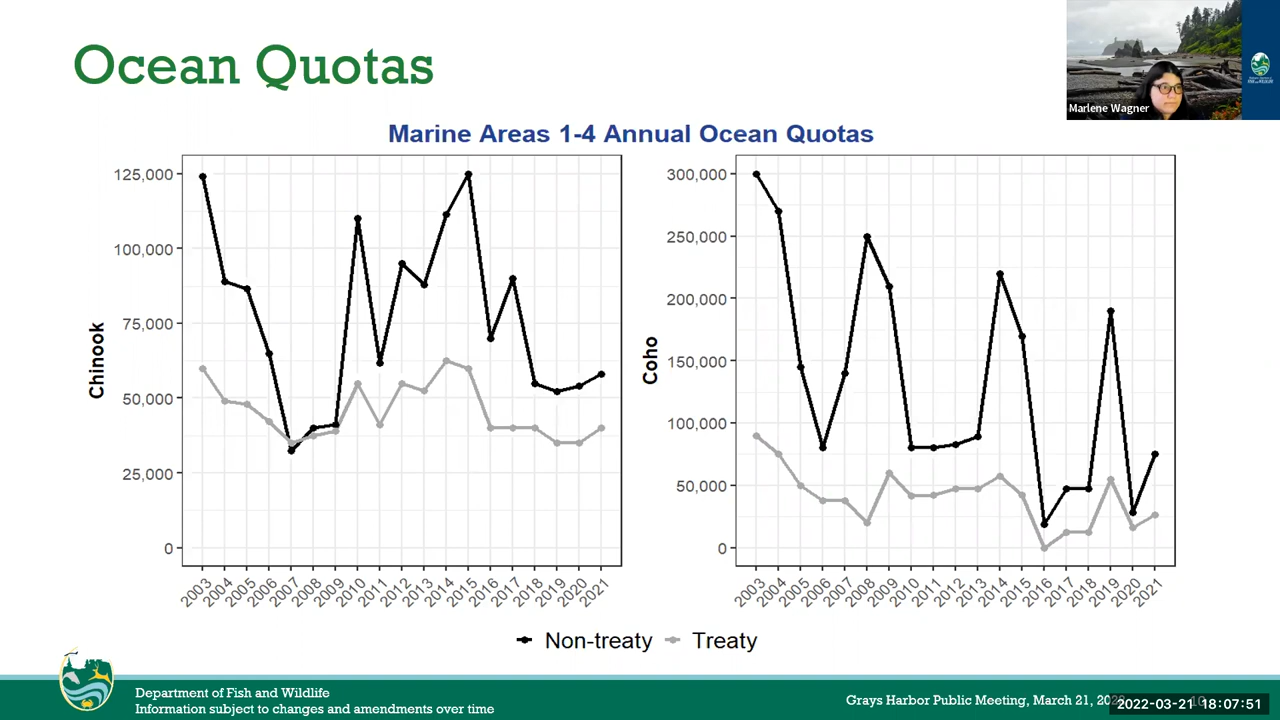 Ocean Quotas
Marlene Wagner
Marine Areas 1-4 Annual Ocean Quotas
Chinook
125,000
100,000
75,000
50,000
25,000
0
2003 2004 2005 2006 2007 2008 2009 2010 2011 2012 2013 2014 2015 2016 2017 2018 2019 2020 2021
Coho
300,000
250,000
200,000
150,000
100,000
50,000
0
2003 2004 2005 2006 2007 2008 2009 2010 2011 2012 2013 2014 2015 2016 2017 2018 2019 2020 2021
Non-treaty Treaty
Department of Fish and Wildlife
Information subject to changes and amendments over time
Grays Harbor Public Meeting, March 21,
2022-03-21 18:07:51